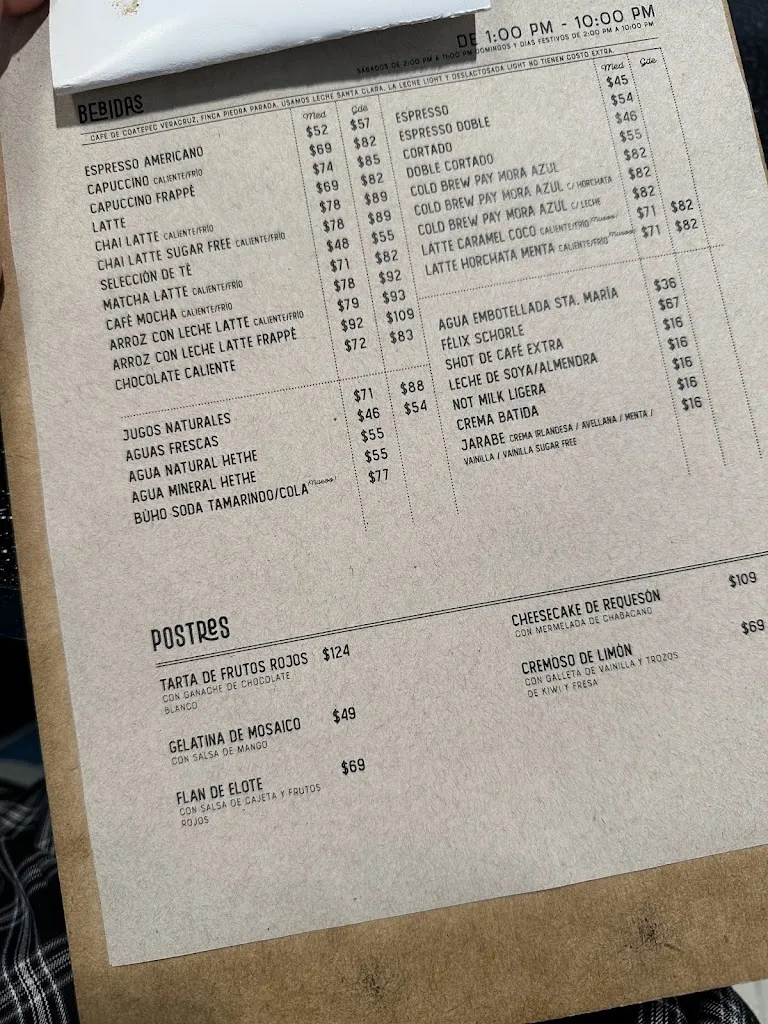 DE 1:00 PM - 10:00 PM
SÁBADOS DE 2:00 PM A 11:00 PM DOMINGOS Y DÍAS FESTIVOS DE 2:00 PM A 10:00 PM
BEBIDAS
CAFÉ DE COATEPEC VERACRUZ, FINCA PIEDRA PARADA. USAMOS LECHE SANTA CLARA. LA LECHE LIGHT Y DESLACTOSADA LIGHT NO TIENEN COSTO EXTRA.
Med Gde
ESPRESSO AMERICANO $52 $57
CAPUCCINO CALIENTE/FRÍO $69 $82
CAPUCCINO FRAPPÉ $74 $85
LATTE $69 $82
CHAI LATTE CALIENTE/FRÍO $78 $89
CHAI LATTE SUGAR FREE CALIENTE/FRÍO $78 $89
SELECCIÓN DE TÉ $48 $55
MATCHA LATTE CALIENTE/FRÍO $71 $82
CAFÉ MOCHA CALIENTE/FRÍO $78 $92
ARROZ CON LECHE LATTE CALIENTE/FRÍO $79 $93
ARROZ CON LECHE LATTE FRAPPÉ $92 $109
CHOCOLATE CALIENTE $72 $83
JUGOS NATURALES $71 $88
AGUAS FRESCAS $46 $54
AGUA NATURAL HETHE $55
AGUA MINERAL HETHE $55
BÚHO SODA TAMARINDO/COLA Nuevo! $77
Med Gde
ESPRESSO $45
ESPRESSO DOBLE $54
CORTADO $46
DOBLE CORTADO $55
COLD BREW PAY MORA AZUL $82
COLD BREW PAY MORA AZUL C/ HORCHATA $82
COLD BREW PAY MORA AZUL C/ LECHE $82
LATTE CARAMEL COCO CALIENTE/FRÍO Nuevo! $71 $82
LATTE HORCHATA MENTA CALIENTE/FRÍO Nuevo! $71 $82
AGUA EMBOTELLADA STA. MARÍA $36
FÉLIX SCHORLE $67
SHOT DE CAFÉ EXTRA $16
LECHE DE SOYA/ALMENDRA $16
NOT MILK LIGERA $16
CREMA BATIDA $16
JARABE CREMA IRLANDESA / AVELLANA / MENTA / $16
VAINILLA / VAINILLA SUGAR FREE
POSTRES
TARTA DE FRUTOS ROJOS $124
CON GANACHE DE CHOCOLATE
BLANCO
GELATINA DE MOSAICO $49
CON SALSA DE MANGO
FLAN DE ELOTE $69
CON SALSA DE CAJETA Y FRUTOS
ROJOS
CHEESECAKE DE REQUESÓN $109
CON MERMELADA DE CHABACANO
CREMOSO DE LIMÓN $69
CON GALLETA DE VAINILLA Y TROZOS
DE KIWI Y FRESA